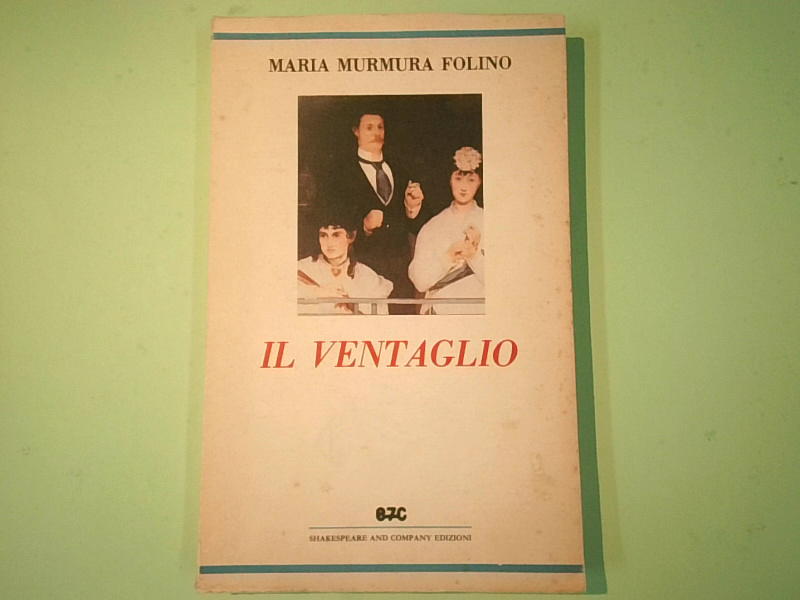 MARIA MURMURA FOLINO
IL VENTAGLIO
SHAKESPEARE AND COMPANY EDIZIONI